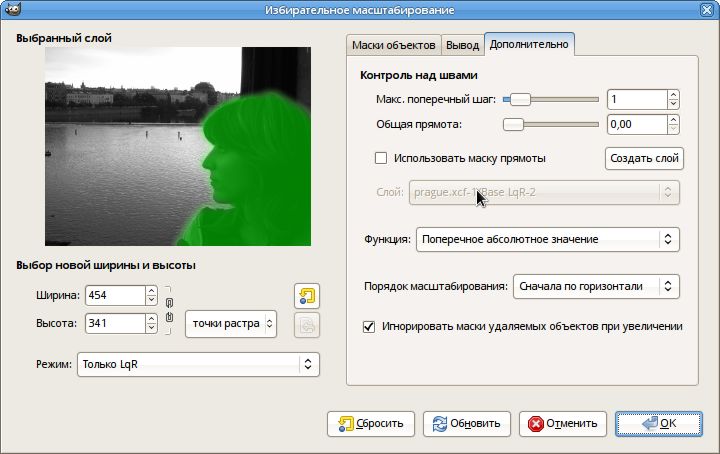 Избирательное масштабирование
Выбранный слой
Маски объектов
Вывод
Дополнительно
Контроль над швами
Макс. поперечный шаг:
1
Общая прямота:
0,00
Использовать маску прямоты
Создать слой
Слой:
prague.xcf-1/Base LqR-2
Функция:
Поперечное абсолютное значение
Порядок масштабирования:
Сначала по горизонтали
Игнорировать маски удаляемых объектов при увеличении
Выбор новой ширины и высоты
Ширина:
454
Высота:
341
точки растра
Режим:
Только LqR
Сбросить
Обновить
Отменить
OK